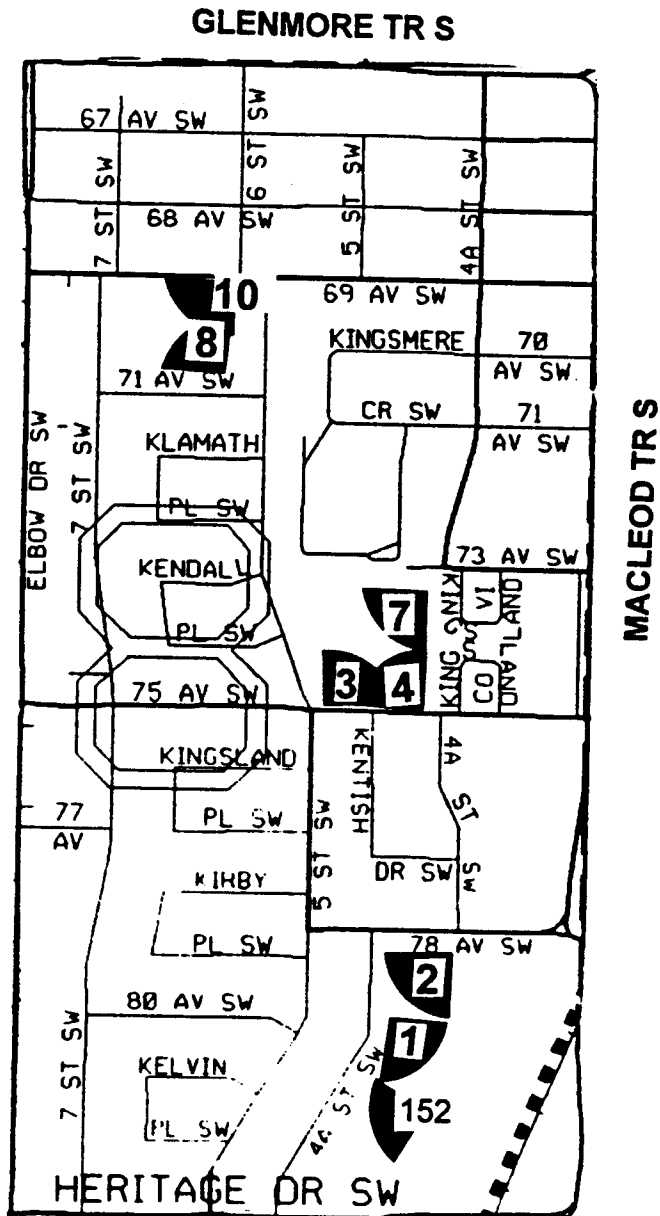 GLENMORE TR S
67 AV SW
6 ST SW
7 ST SW
5 ST SW
4A ST SW
68 AV SW
10
69 AV SW
8
KINGSMERE
70
AV SW
71 AV SW
CR SW
71
AV SW
MACLEOD TR S
ELBOW DR SW
7 ST SW
KLAMATH
PL SW
73 AV SW
KENDALL
PL SW
7
KING
KING
3
4
CO
75 AV SW
KINGSLAND
PL SW
KENTISH
DR SW
4A ST SW
77
AV
5 ST SW
KIRBY
PL SW
78 AV SW
2
80 AV SW
1
7 ST SW
KELVIN
PL SW
4A ST SW
152
HERITAGE DR SW